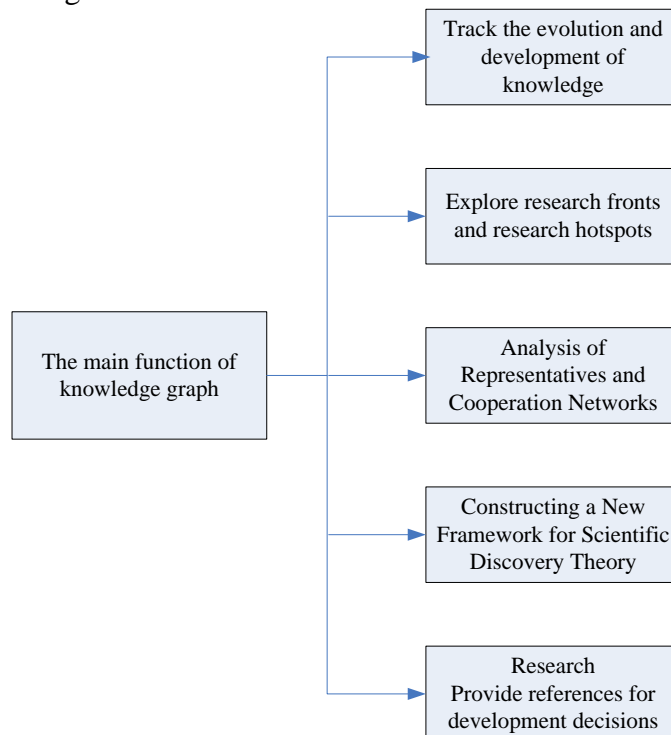 Track the evolution and
development of
knowledge
Explore research fronts
and research hotspots
The main function of
knowledge graph
Analysis of
Representatives and
Cooperation Networks
Constructing a New
Framework for Scientific
Discovery Theory
Research
Provide references for
development decisions